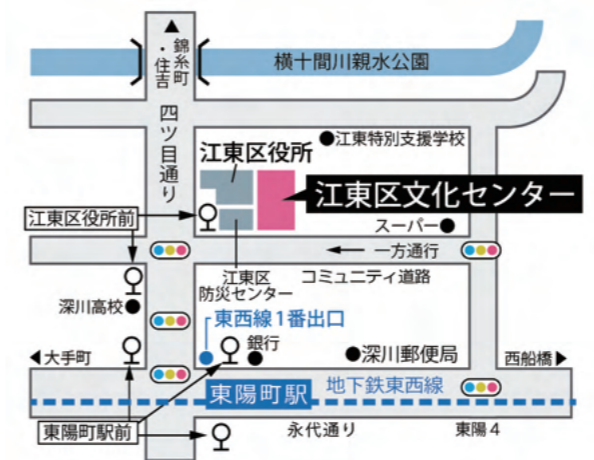 ▲
錦糸町
・住吉
横十間川親水公園
四ツ目通り
江東特別支援学校
江東区役所
江東区文化センター
江東区役所前
スーパー
一方通行
江東区
防災センター
コミュニティ道路
深川高校
東西線1番出口
銀行
深川郵便局
◀大手町
西船橋▶
東陽町駅
地下鉄東西線
東陽町駅前
永代通り
東陽4